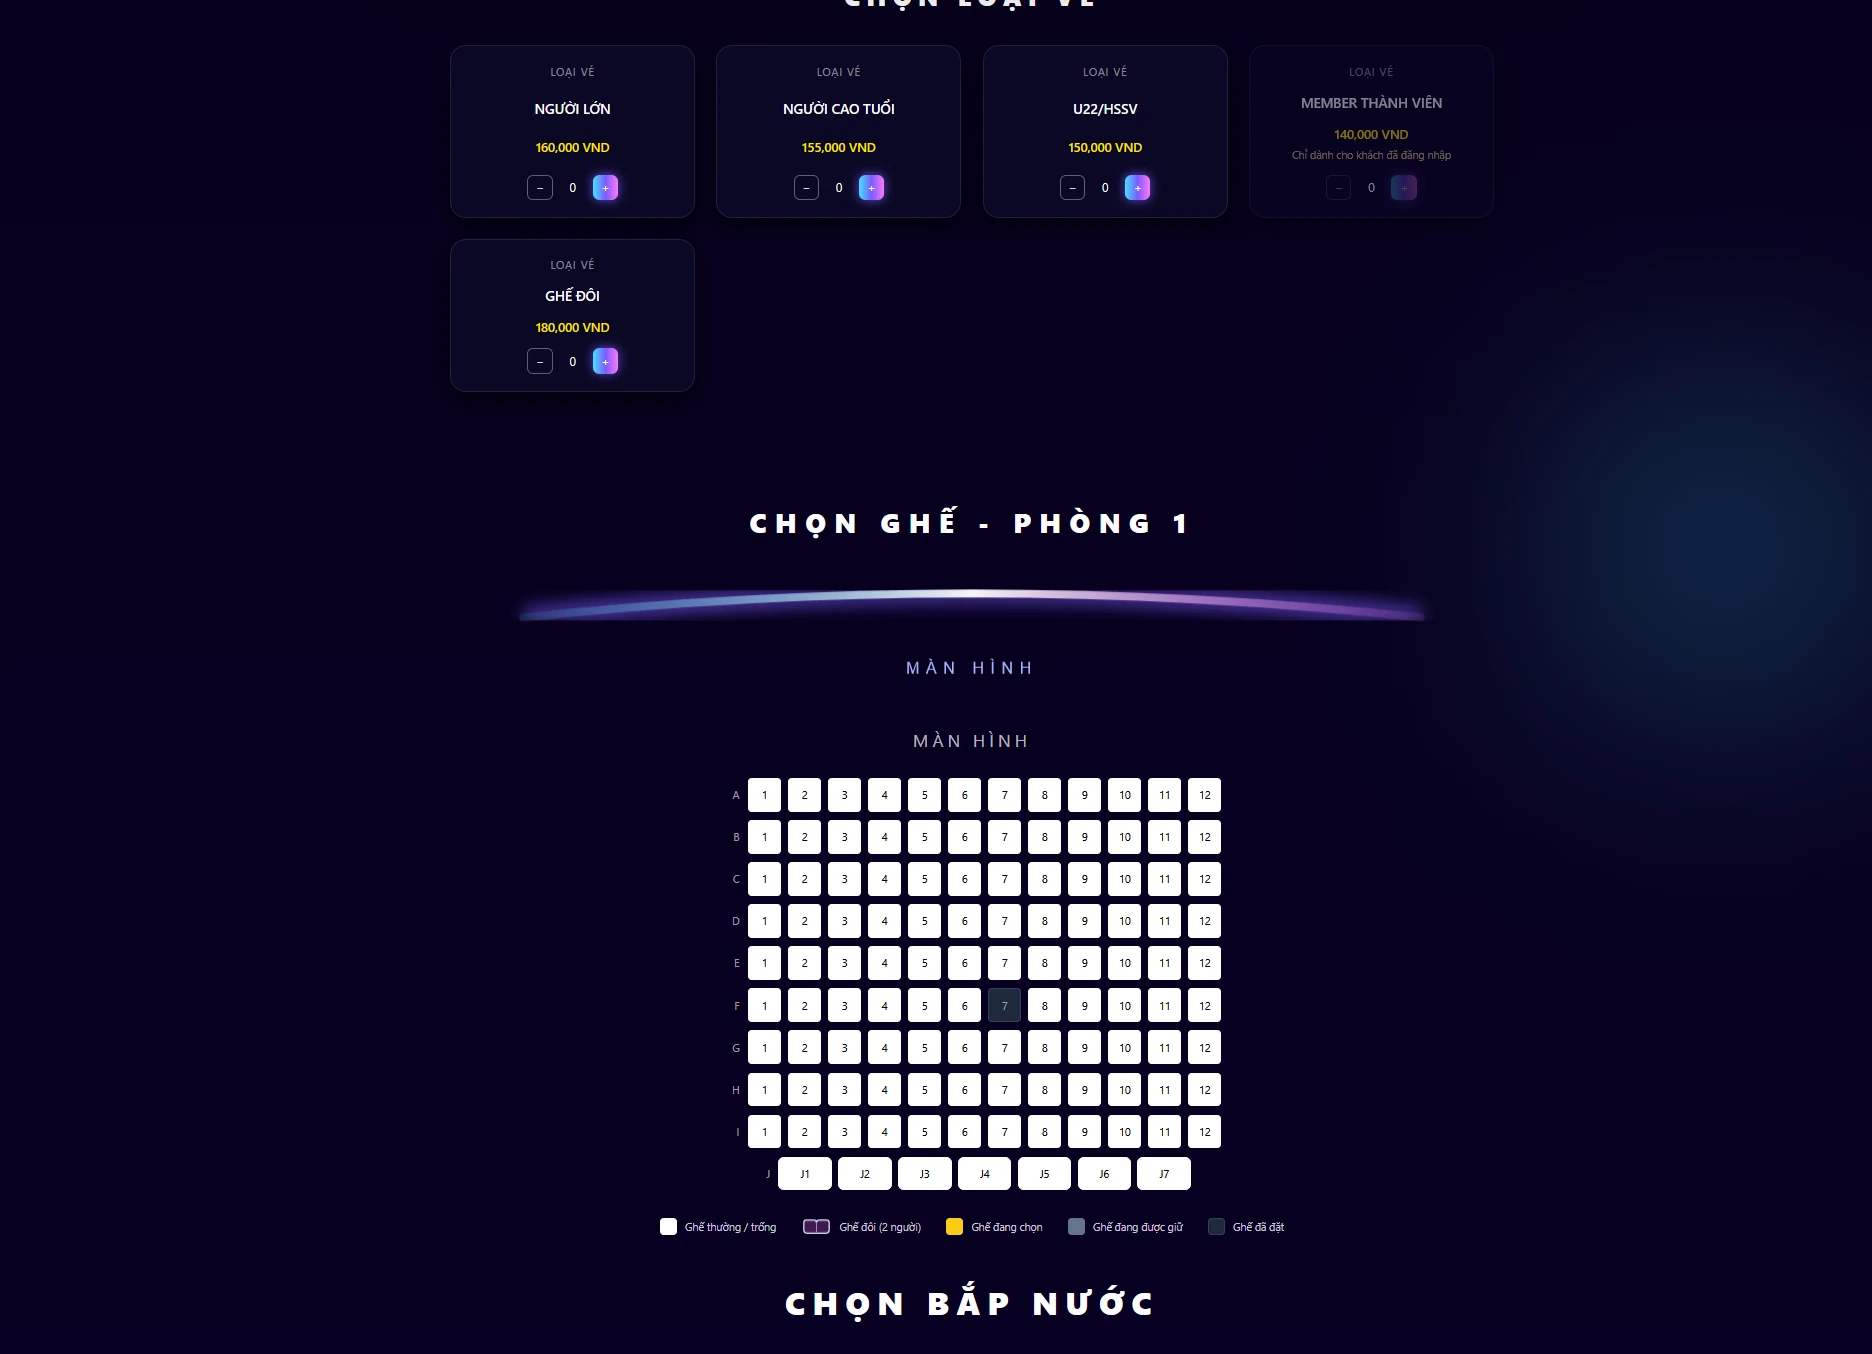 CHỌN LOẠI VÉ
LOẠI VÉ
NGƯỜI LỚN
160,000 VND
– 0 +
LOẠI VÉ
NGƯỜI CAO TUỔI
155,000 VND
– 0 +
LOẠI VÉ
U22/HSSV
150,000 VND
– 0 +
LOẠI VÉ
MEMBER THÀNH VIÊN
140,000 VND
Chỉ dành cho khách đã đăng nhập
– 0 +
LOẠI VÉ
GHẾ ĐÔI
180,000 VND
– 0 +
CHỌN GHẾ - PHÒNG 1
MÀN HÌNH
MÀN HÌNH
A 1 2 3 4 5 6 7 8 9 10 11 12
B 1 2 3 4 5 6 7 8 9 10 11 12
C 1 2 3 4 5 6 7 8 9 10 11 12
D 1 2 3 4 5 6 7 8 9 10 11 12
E 1 2 3 4 5 6 7 8 9 10 11 12
F 1 2 3 4 5 6 7 8 9 10 11 12
G 1 2 3 4 5 6 7 8 9 10 11 12
H 1 2 3 4 5 6 7 8 9 10 11 12
I 1 2 3 4 5 6 7 8 9 10 11 12
J J1 J2 J3 J4 J5 J6 J7
Ghế thường / trống Ghế đôi (2 người) Ghế đang chọn Ghế đang được giữ Ghế đã đặt
CHỌN BẮP NƯỚC